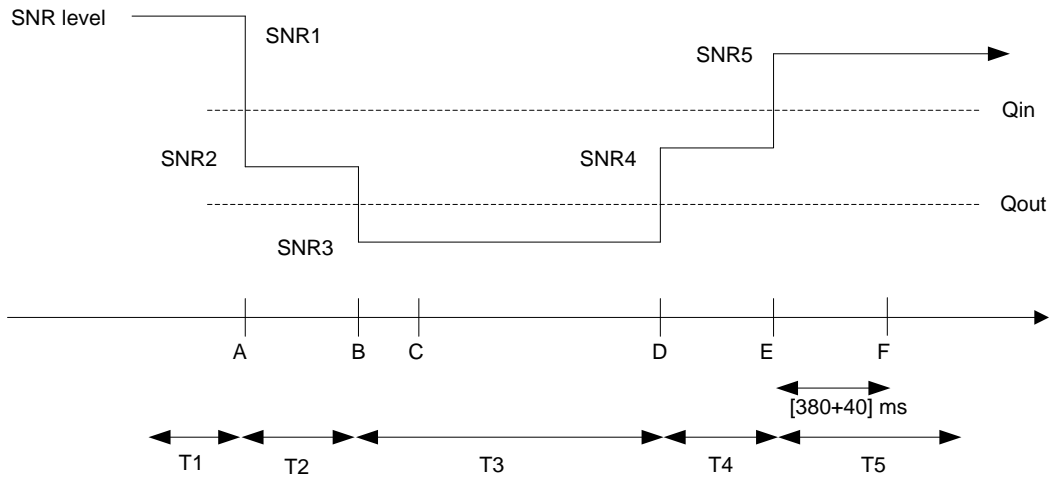 SNR level
SNR1
SNR5
Qin
SNR2
SNR4
Qout
SNR3
A B C D E F
[380+40] ms
T1 T2 T3 T4 T5